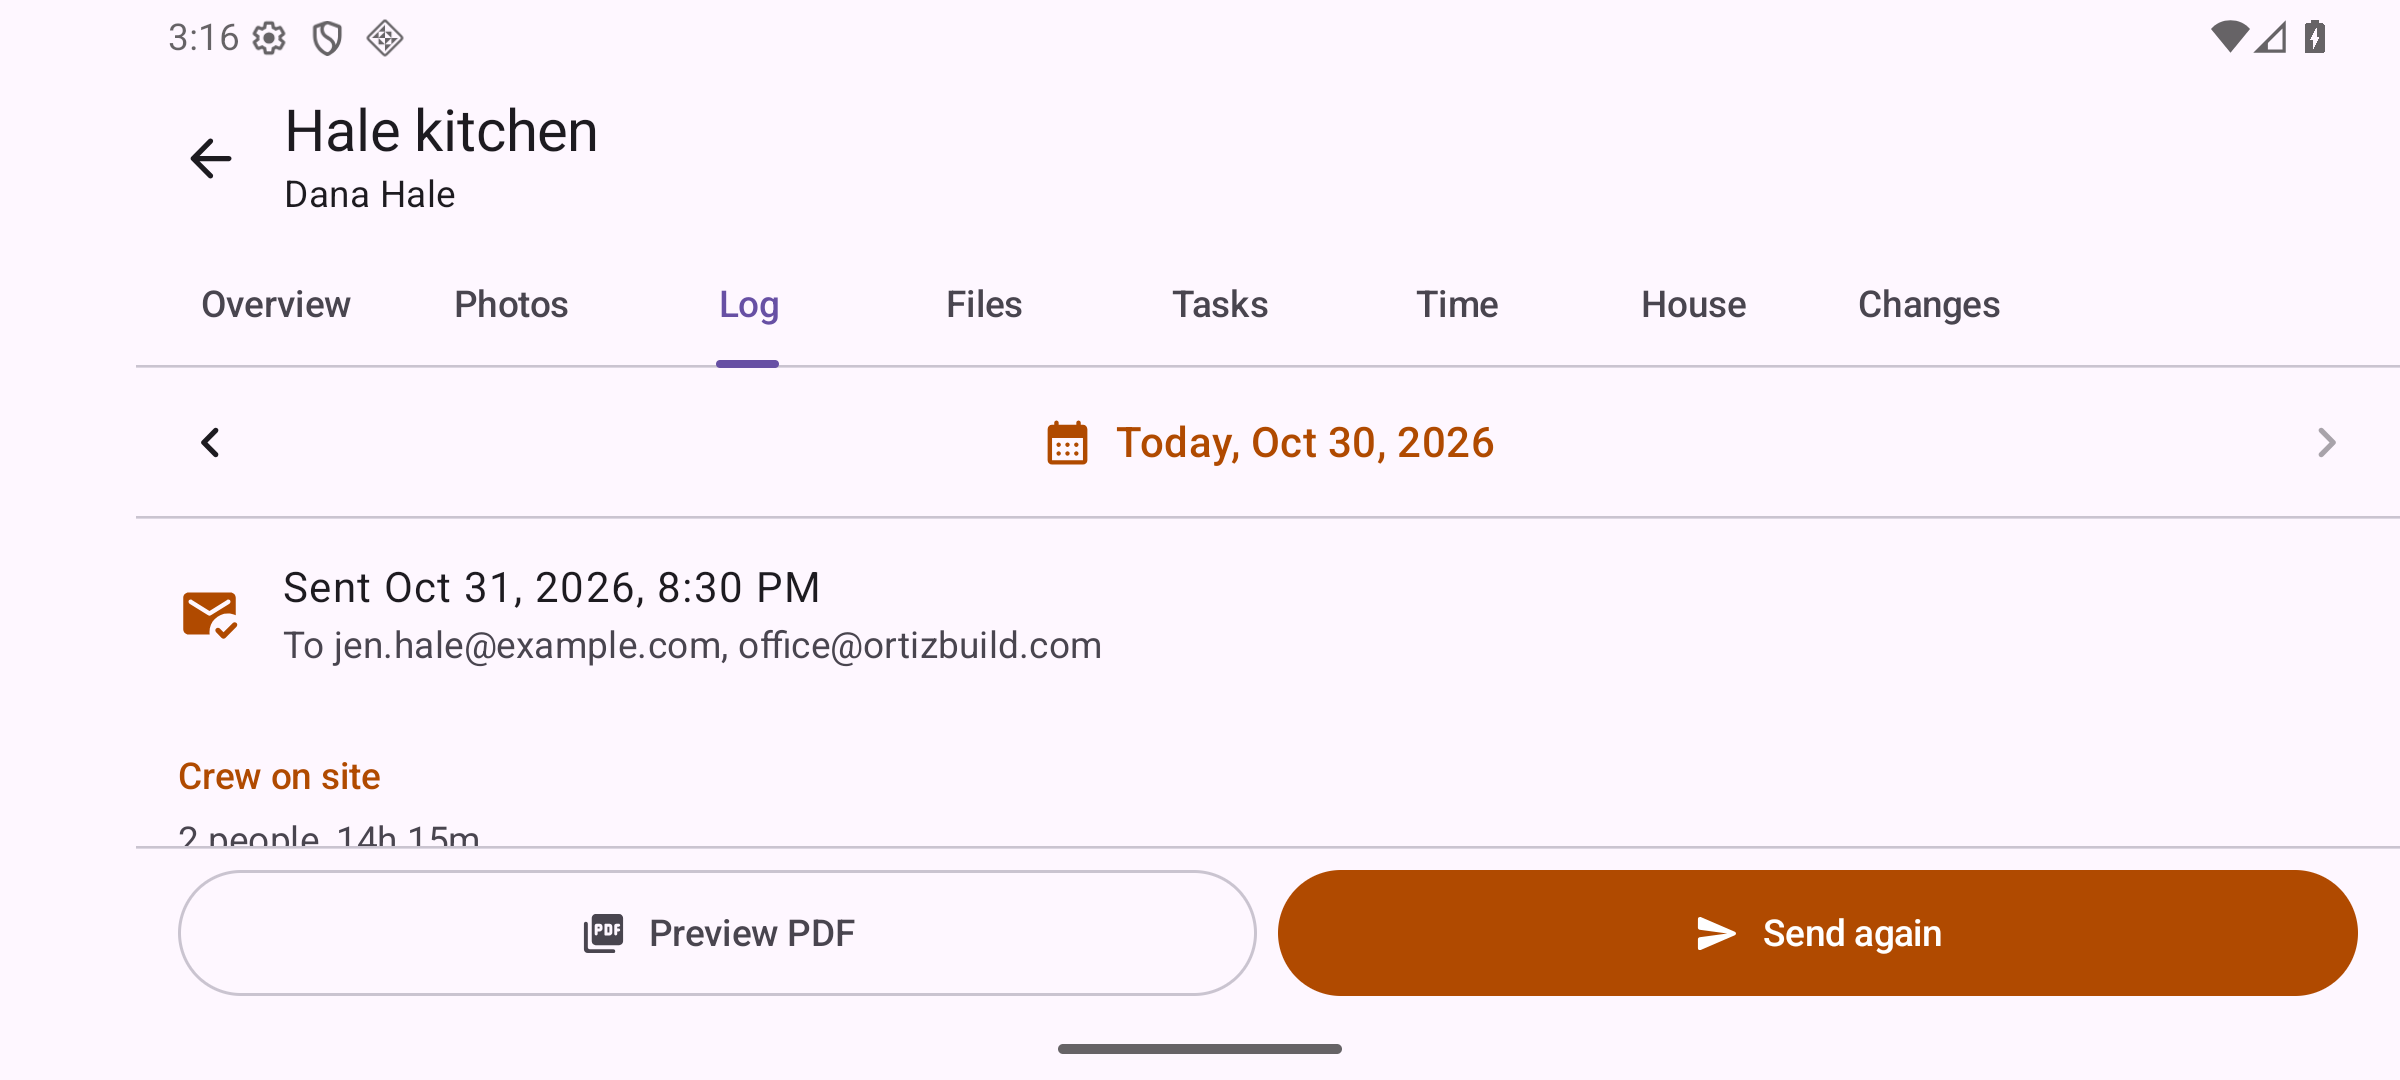 3:16
Hale kitchen
Dana Hale
Overview Photos Log Files Tasks Time House Changes
Today, Oct 30, 2026
Sent Oct 31, 2026, 8:30 PM
To jen.hale@example.com, office@ortizbuild.com
Crew on site
2 people, 14h 15m
Preview PDF
Send again